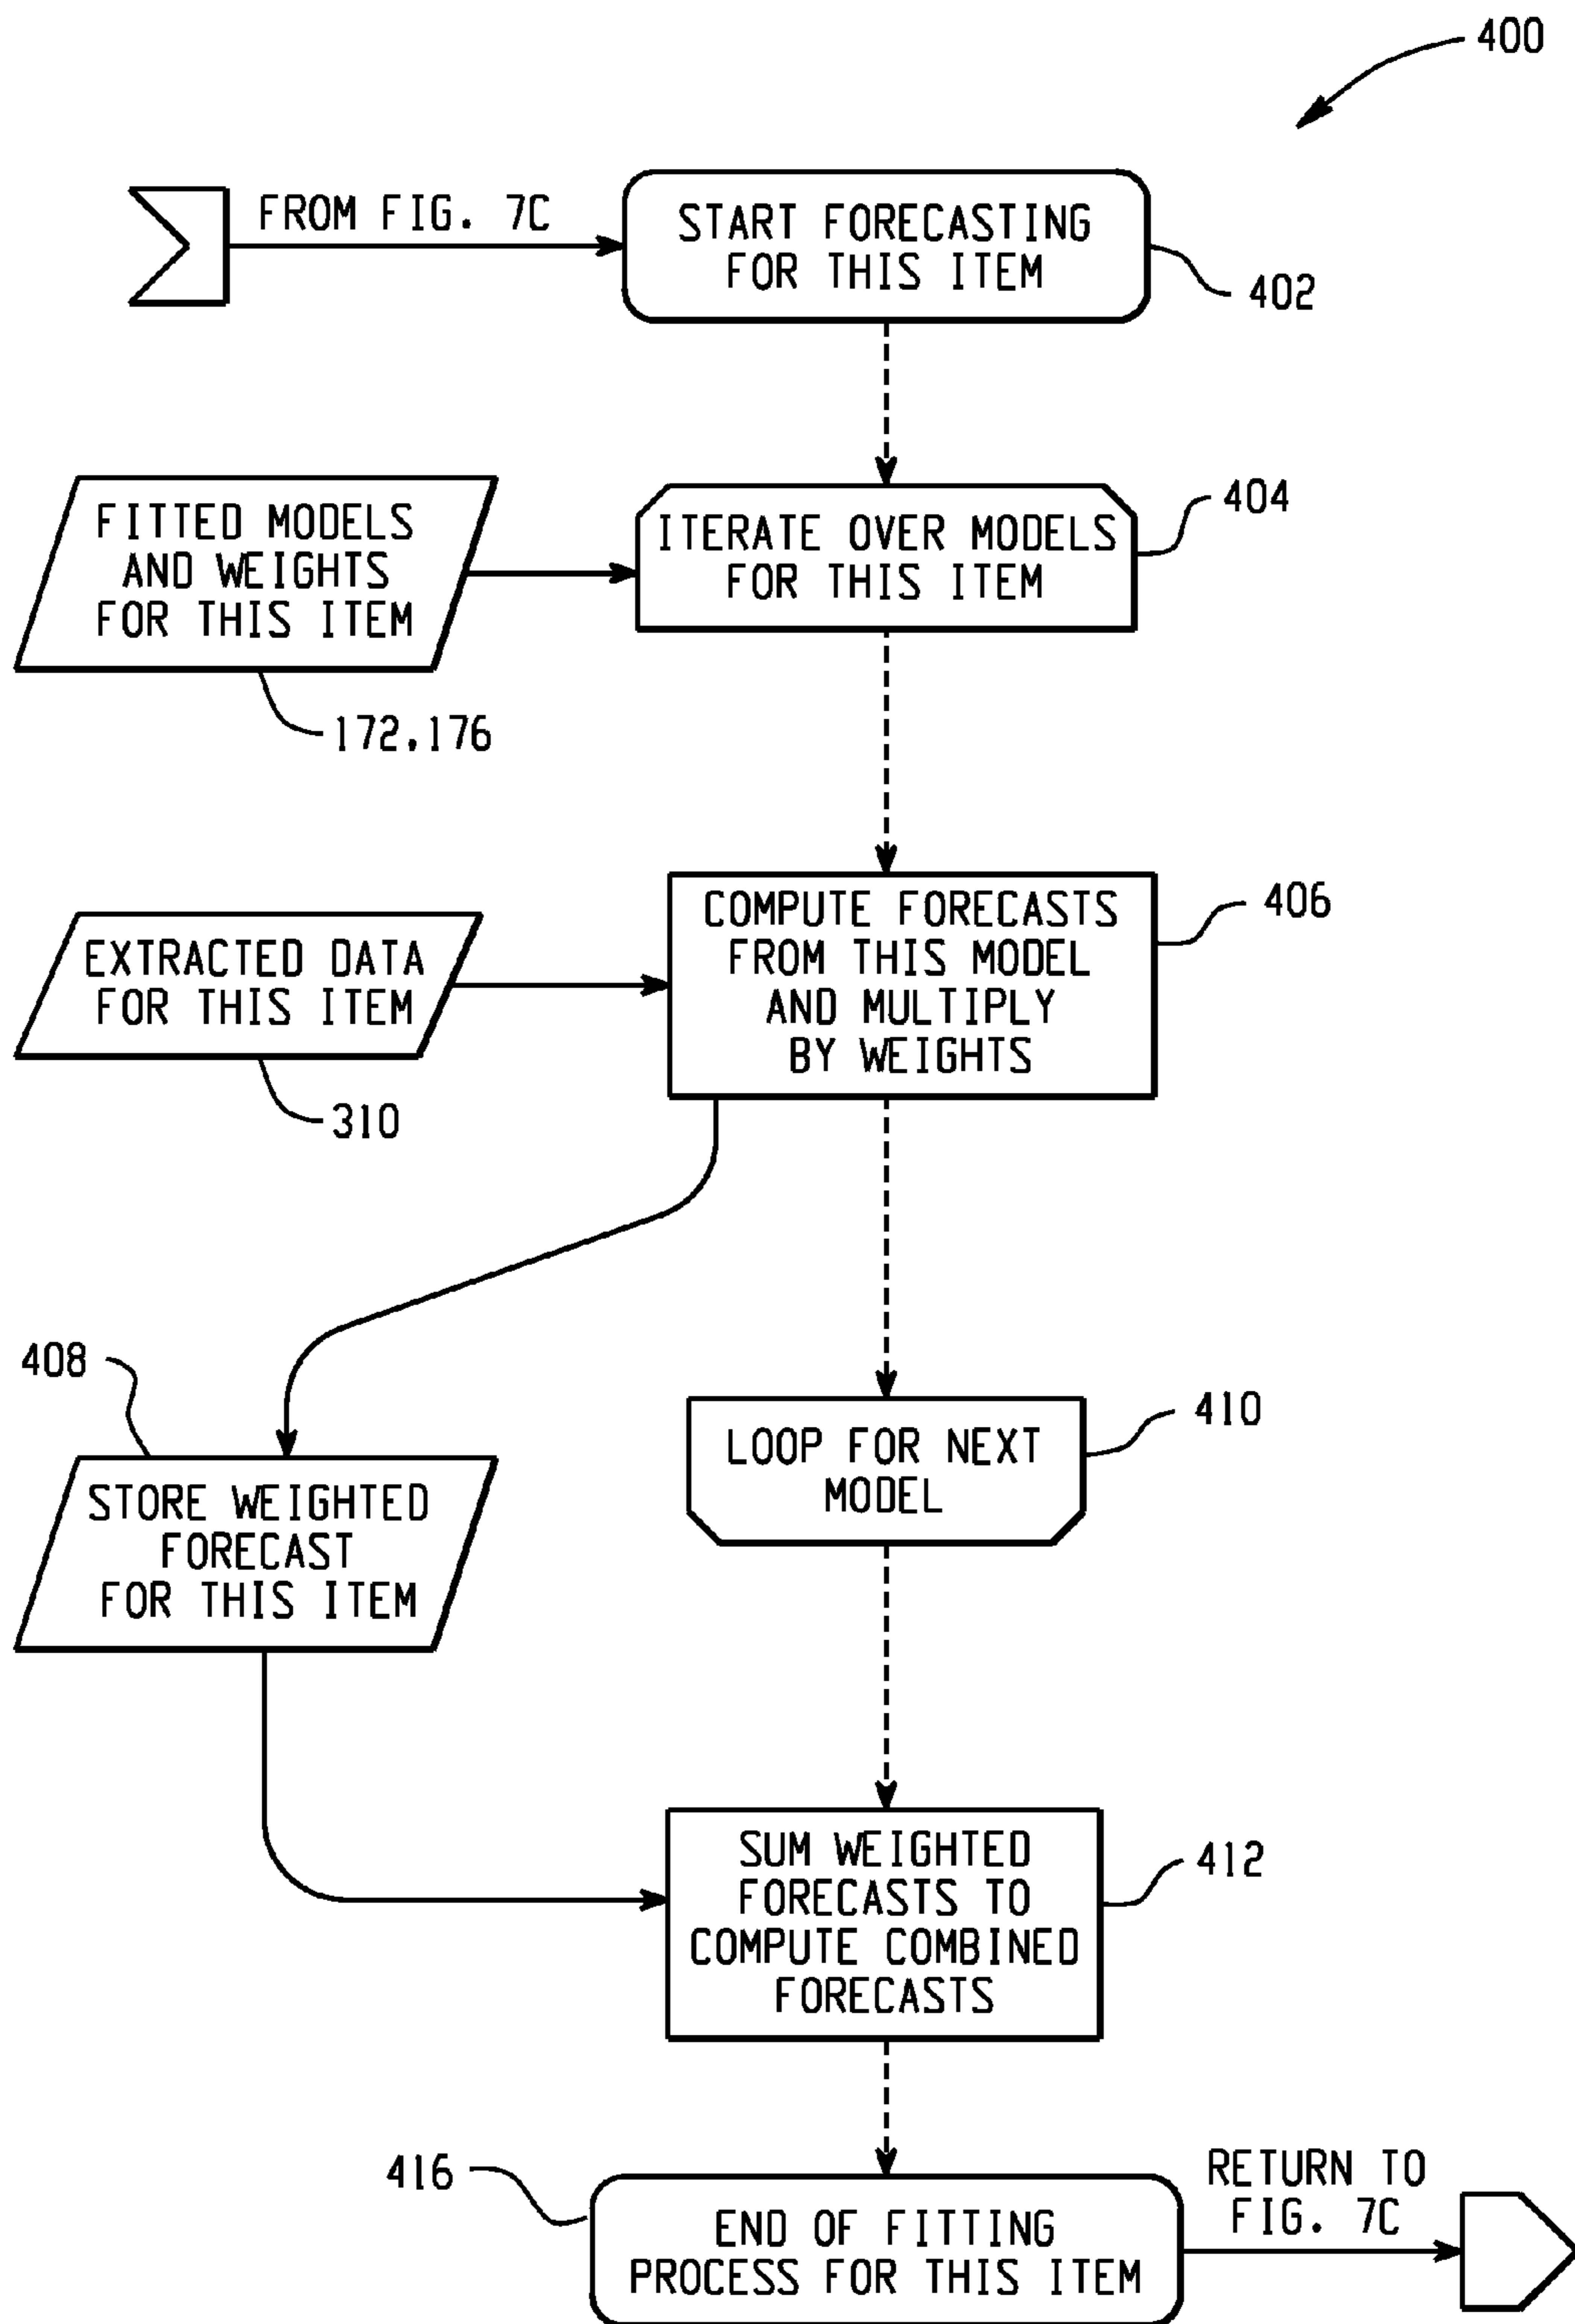 400
FROM FIG. 7C
START FORECASTING
FOR THIS ITEM
402
FITTED MODELS
AND WEIGHTS
FOR THIS ITEM
172,176
ITERATE OVER MODELS
FOR THIS ITEM
404
EXTRACTED DATA
FOR THIS ITEM
310
COMPUTE FORECASTS
FROM THIS MODEL
AND MULTIPLY
BY WEIGHTS
406
408
STORE WEIGHTED
FORECAST
FOR THIS ITEM
LOOP FOR NEXT
MODEL
410
SUM WEIGHTED
FORECASTS TO
COMPUTE COMBINED
FORECASTS
412
416
END OF FITTING
PROCESS FOR THIS ITEM
RETURN TO
FIG. 7C